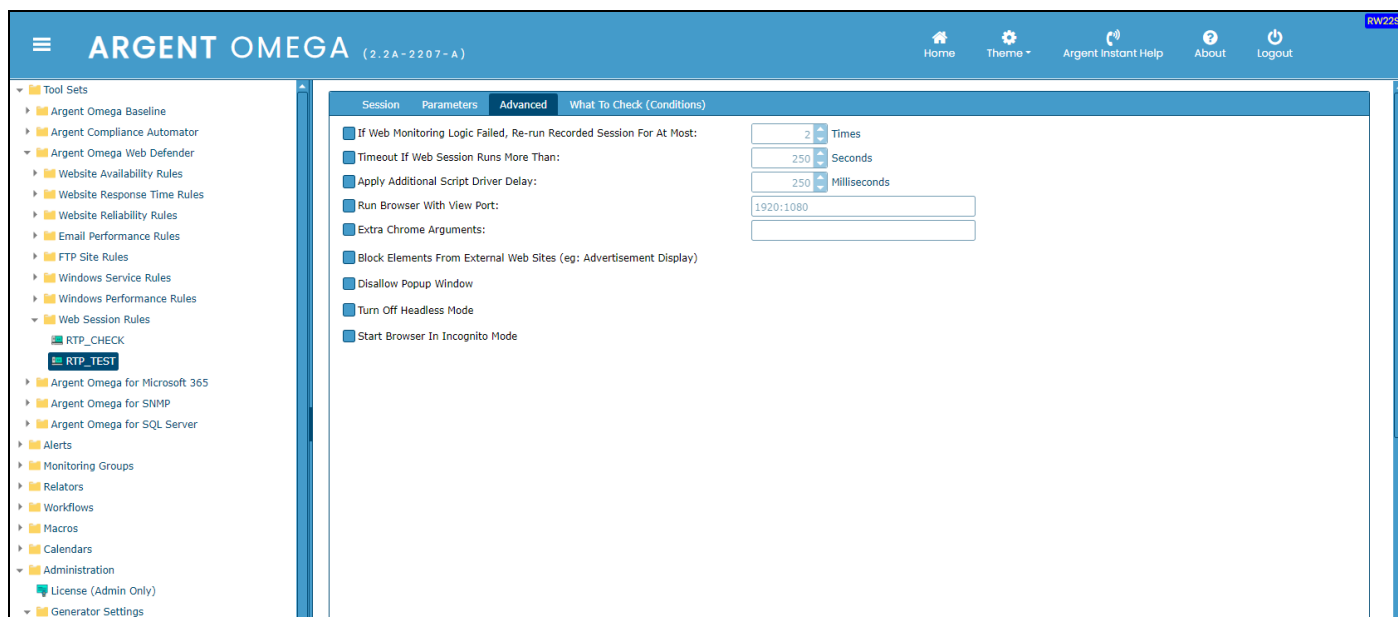 RW22S
ARGENT OMEGA (2.2A-2207-A)
Home
Theme
Argent Instant Help
About
Logout
Tool Sets
Argent Omega Baseline
Argent Compliance Automator
Argent Omega Web Defender
Website Availability Rules
Website Response Time Rules
Website Reliability Rules
Email Performance Rules
FTP Site Rules
Windows Service Rules
Windows Performance Rules
Web Session Rules
RTP_CHECK
RTP_TEST
Argent Omega for Microsoft 365
Argent Omega for SNMP
Argent Omega for SQL Server
Alerts
Monitoring Groups
Relators
Workflows
Macros
Calendars
Administration
License (Admin Only)
Generator Settings
Session Parameters Advanced What To Check (Conditions)
If Web Monitoring Logic Failed, Re-run Recorded Session For At Most: 2 Times
Timeout If Web Session Runs More Than: 250 Seconds
Apply Additional Script Driver Delay: 250 Milliseconds
Run Browser With View Port: 1920:1080
Extra Chrome Arguments:
Block Elements From External Web Sites (eg: Advertisement Display)
Disallow Popup Window
Turn Off Headless Mode
Start Browser In Incognito Mode